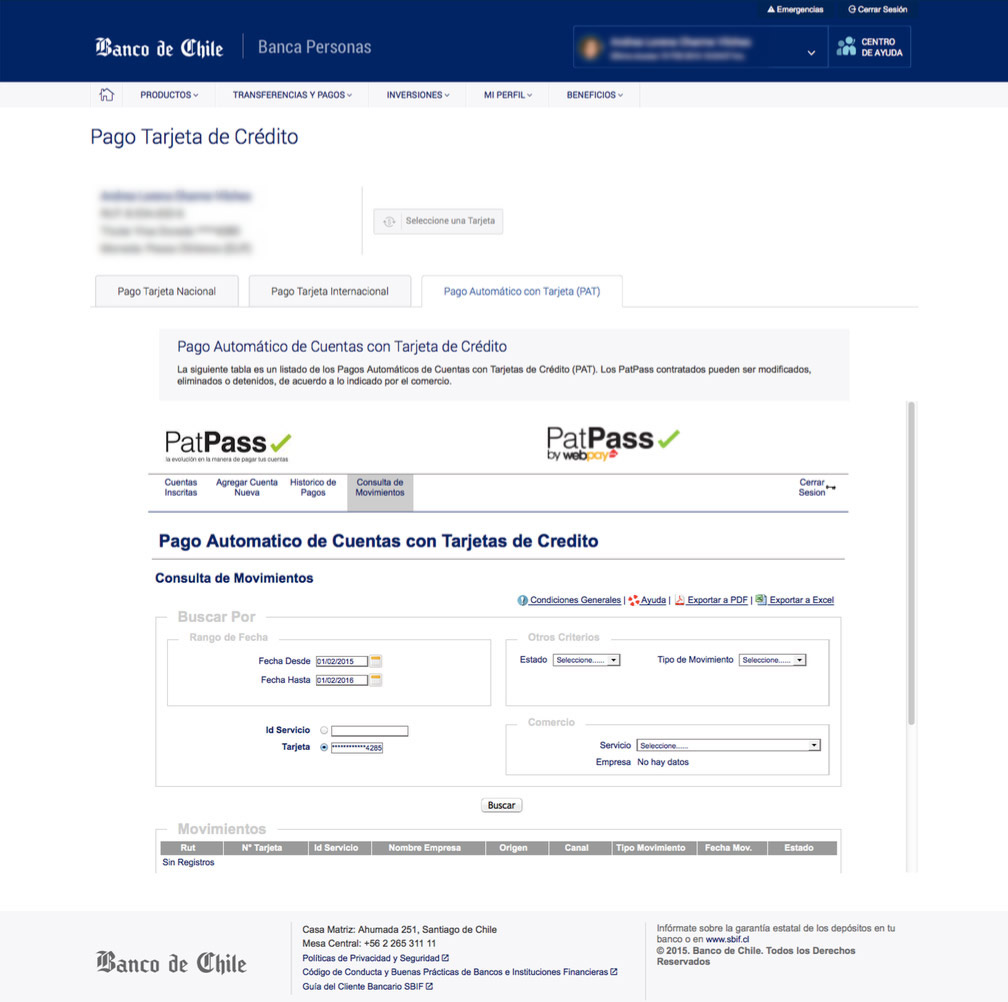 Emergencias
Cerrar Sesión
Banco de Chile
Banca Personas
CENTRO
DE AYUDA
PRODUCTOS
TRANSFERENCIAS Y PAGOS
INVERSIONES
MI PERFIL
BENEFICIOS
Pago Tarjeta de Crédito
Seleccione una Tarjeta
Pago Tarjeta Nacional
Pago Tarjeta Internacional
Pago Automático con Tarjeta (PAT)
Pago Automático de Cuentas con Tarjeta de Crédito
La siguiente tabla es un listado de los Pagos Automáticos de Cuentas con Tarjetas de Crédito (PAT). Los PatPass contratados pueden ser modificados,
eliminados o detenidos, de acuerdo a lo indicado por el comercio.
PatPass
la evolución en la manera de pagar tus cuentas
PatPass
by webpay
Cuentas
Inscritas
Agregar Cuenta
Nueva
Historico de
Pagos
Consulta de
Movimientos
Cerrar
Sesion
Pago Automatico de Cuentas con Tarjetas de Credito
Consulta de Movimientos
Condiciones Generales | Ayuda | Exportar a PDF | Exportar a Excel
Buscar Por
Rango de Fecha
Fecha Desde 01/02/2015
Fecha Hasta 01/02/2016
Otros Criterios
Estado Seleccione......
Tipo de Movimiento Seleccione......
Id Servicio
Tarjeta ************4285
Comercio
Servicio Seleccione......
Empresa No hay datos
Buscar
Movimientos
Rut N° Tarjeta Id Servicio Nombre Empresa Origen Canal Tipo Movimiento Fecha Mov. Estado
Sin Registros
Banco de Chile
Casa Matriz: Ahumada 251, Santiago de Chile
Mesa Central: +56 2 265 311 11
Políticas de Privacidad y Seguridad
Código de Conducta y Buenas Prácticas de Bancos e Instituciones Financieras
Guía del Cliente Bancario SBIF
Infórmate sobre la garantía estatal de los depósitos en tu
banco o en www.sbif.cl
© 2015. Banco de Chile. Todos los Derechos
Reservados